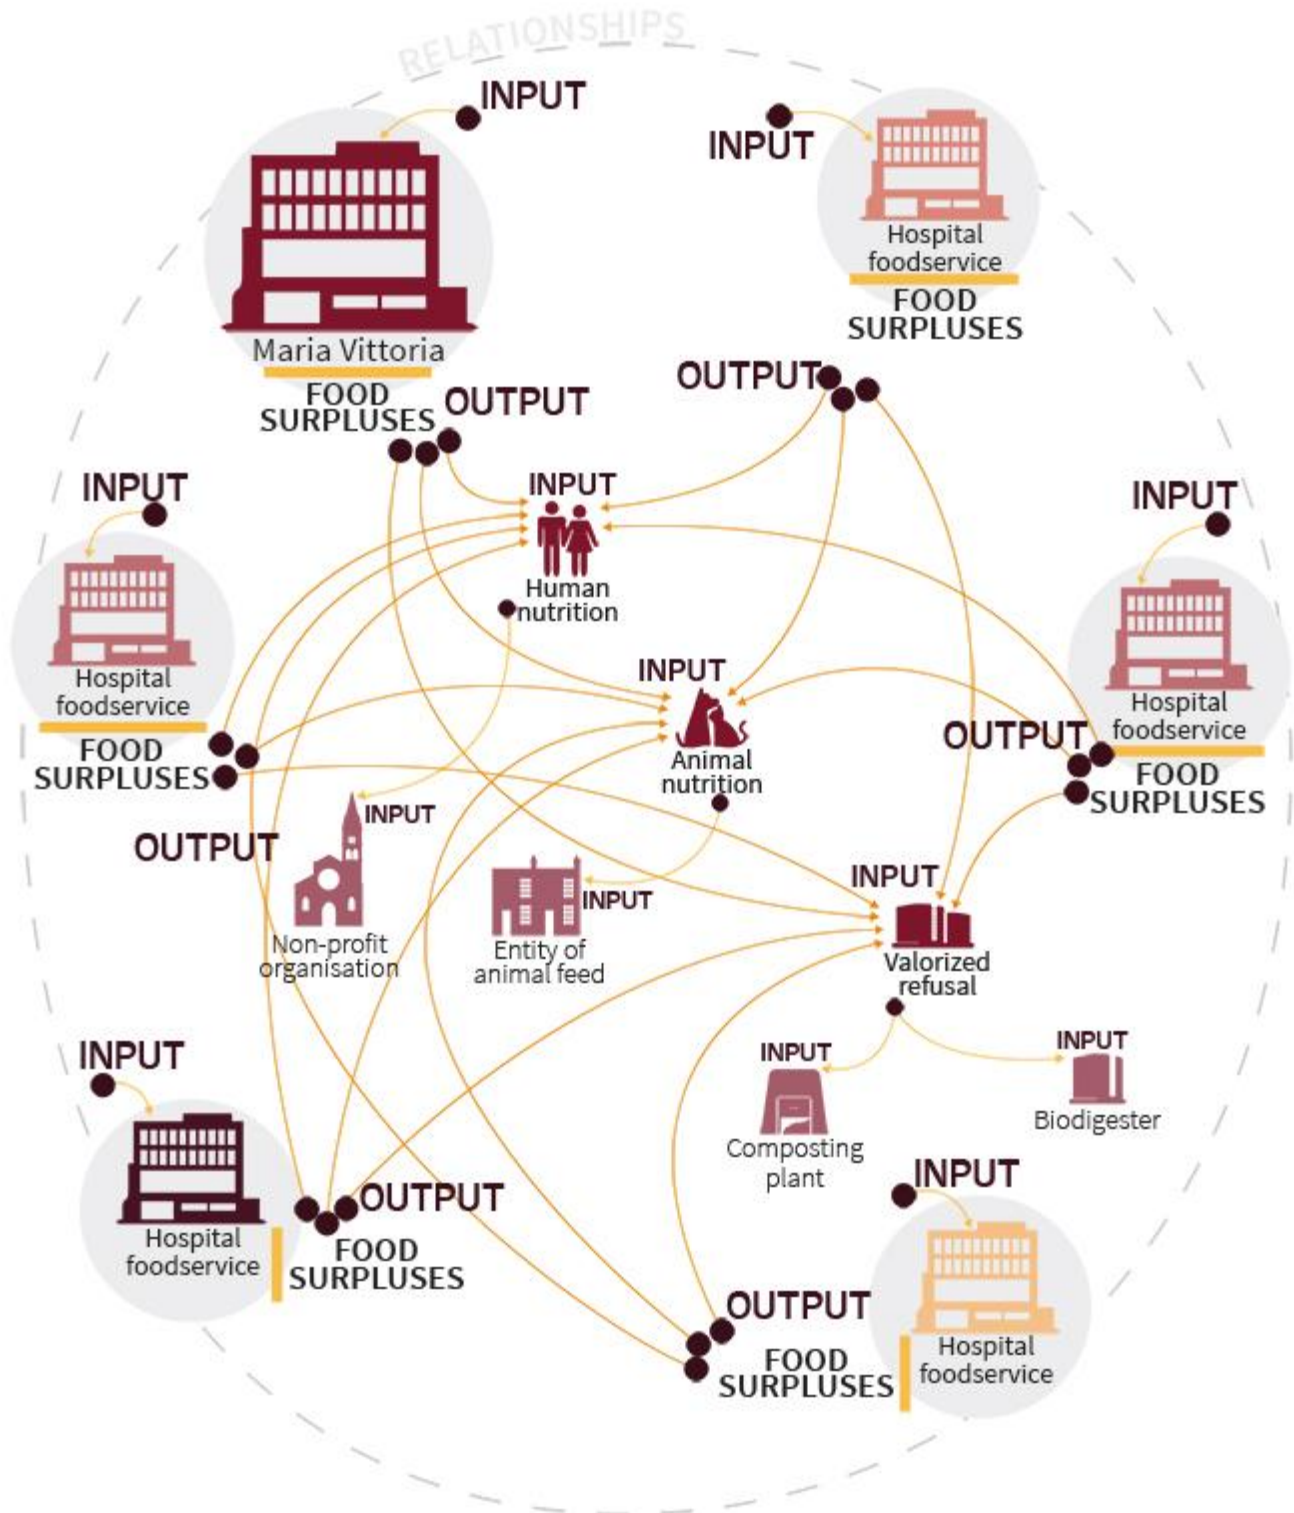 RELATIONSHIPS
INPUT
INPUT
Hospital
foodservice
FOOD
SURPLUSES
Maria Vittoria
FOOD
SURPLUSES
OUTPUT
OUTPUT
INPUT
Hospital
foodservice
FOOD
SURPLUSES
OUTPUT
INPUT
Human
nutrition
INPUT
Hospital
foodservice
OUTPUT
FOOD
SURPLUSES
INPUT
Animal
nutrition
INPUT
Non-profit
organisation
INPUT
Entity of
animal feed
INPUT
Valorized
refusal
INPUT
Composting
plant
INPUT
Biodigester
INPUT
Hospital
foodservice
OUTPUT
FOOD
SURPLUSES
INPUT
Hospital
foodservice
OUTPUT
FOOD
SURPLUSES